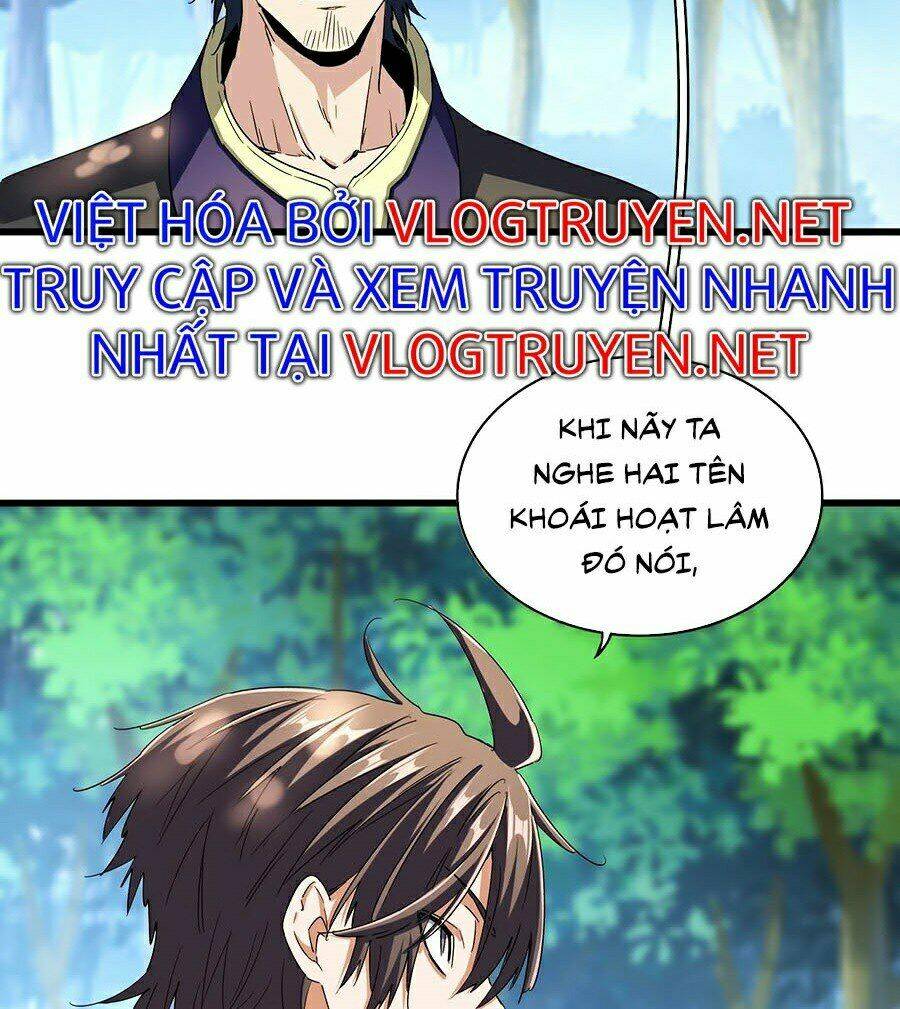 VIỆT HÓA BỞI VLOGTRUYEN.NET
TRUY CẬP VÀ XEM TRUYỆN NHANH
NHẤT TẠI VLOGTRUYEN.NET
KHI NÃY TA
NGHE HAI TÊN
KHOÁI HOẠT LÂM
ĐÓ NÓI,